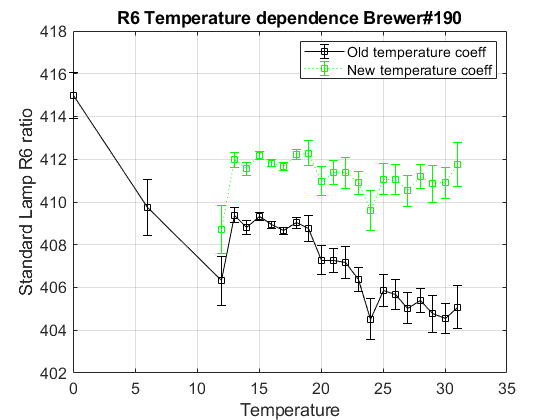 R6 Temperature dependence Brewer#190
Old temperature coeff
New temperature coeff
Standard Lamp R6 ratio
418
416
414
412
410
408
406
404
402
0 5 10 15 20 25 30 35
Temperature